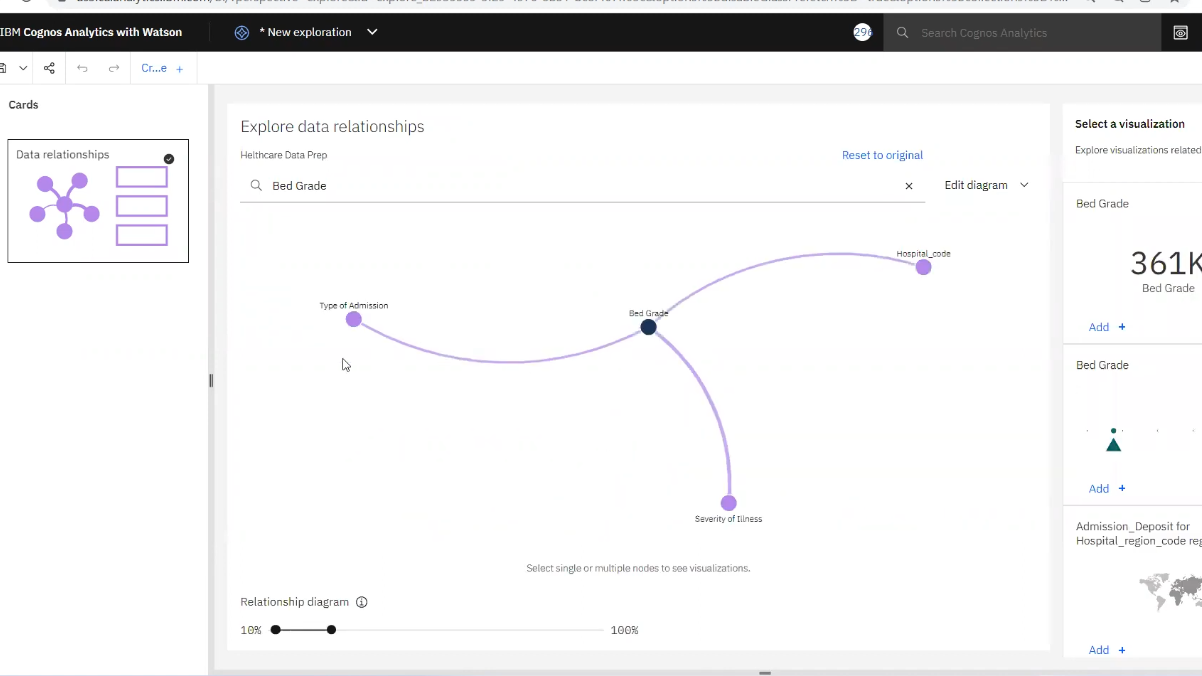 IBM Cognos Analytics with Watson
* New exploration
296
Search Cognos Analytics
Cr...e +
Cards
Data relationships
Explore data relationships
Helthcare Data Prep
Reset to original
Bed Grade
Edit diagram
Type of Admission
Bed Grade
Hospital_code
Severity of Illness
Select single or multiple nodes to see visualizations.
Relationship diagram
10%
100%
Select a visualization
Explore visualizations related
Bed Grade
361K
Bed Grade
Add +
Bed Grade
Add +
Admission_Deposit for
Hospital_region_code reg
Add +